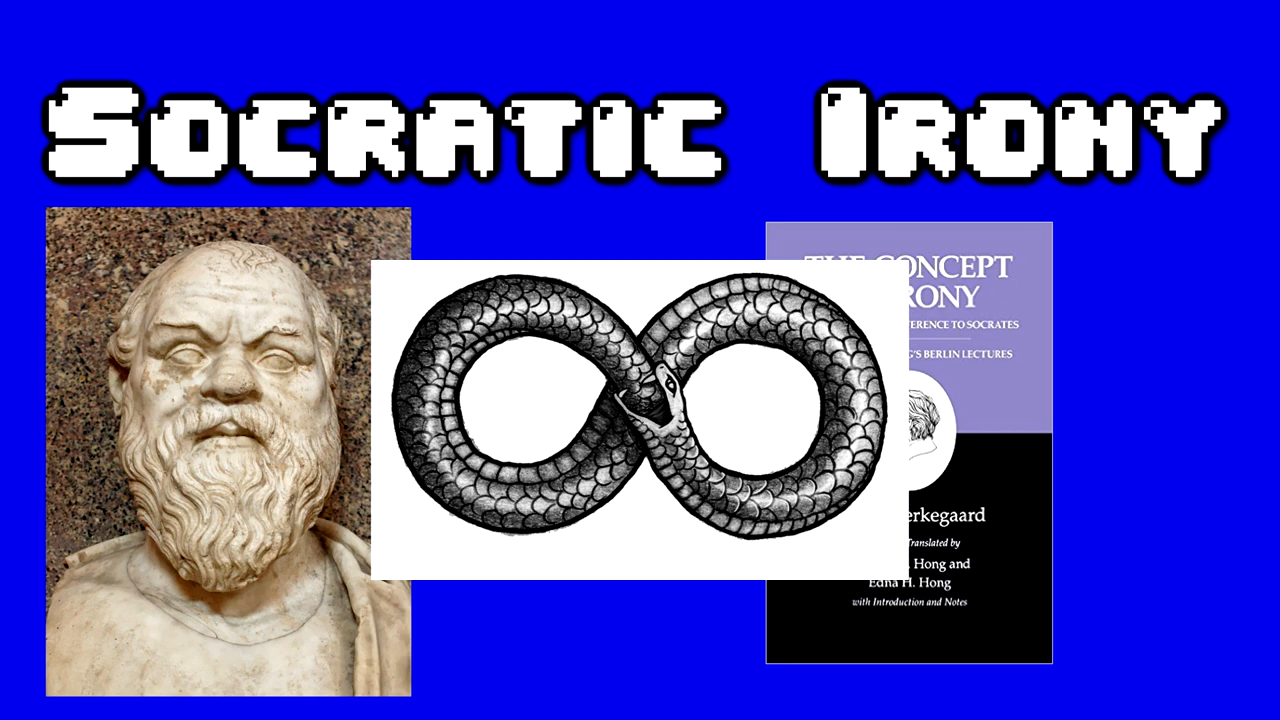 Socratic Irony
THE CONCEPT
RONY
ERENCE TO SOCRATES
G'S BERLIN LECTURES
erkegaard
Translated by
. Hong and
Edna H. Hong
with Introduction and Notes